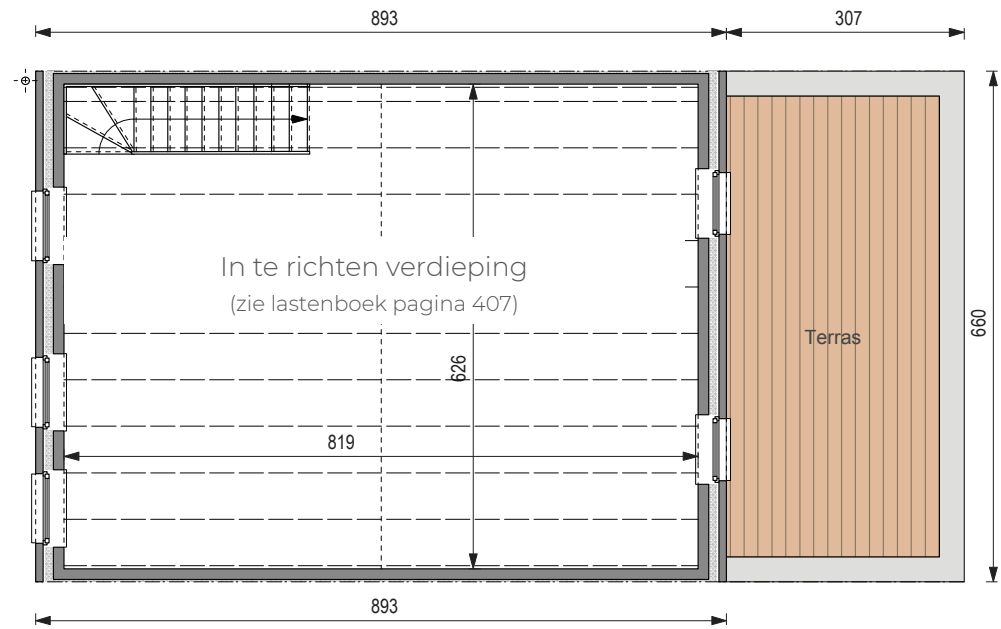 893
307
In te richten verdieping
(zie lastenboek pagina 407)
Terras
660
626
819
893